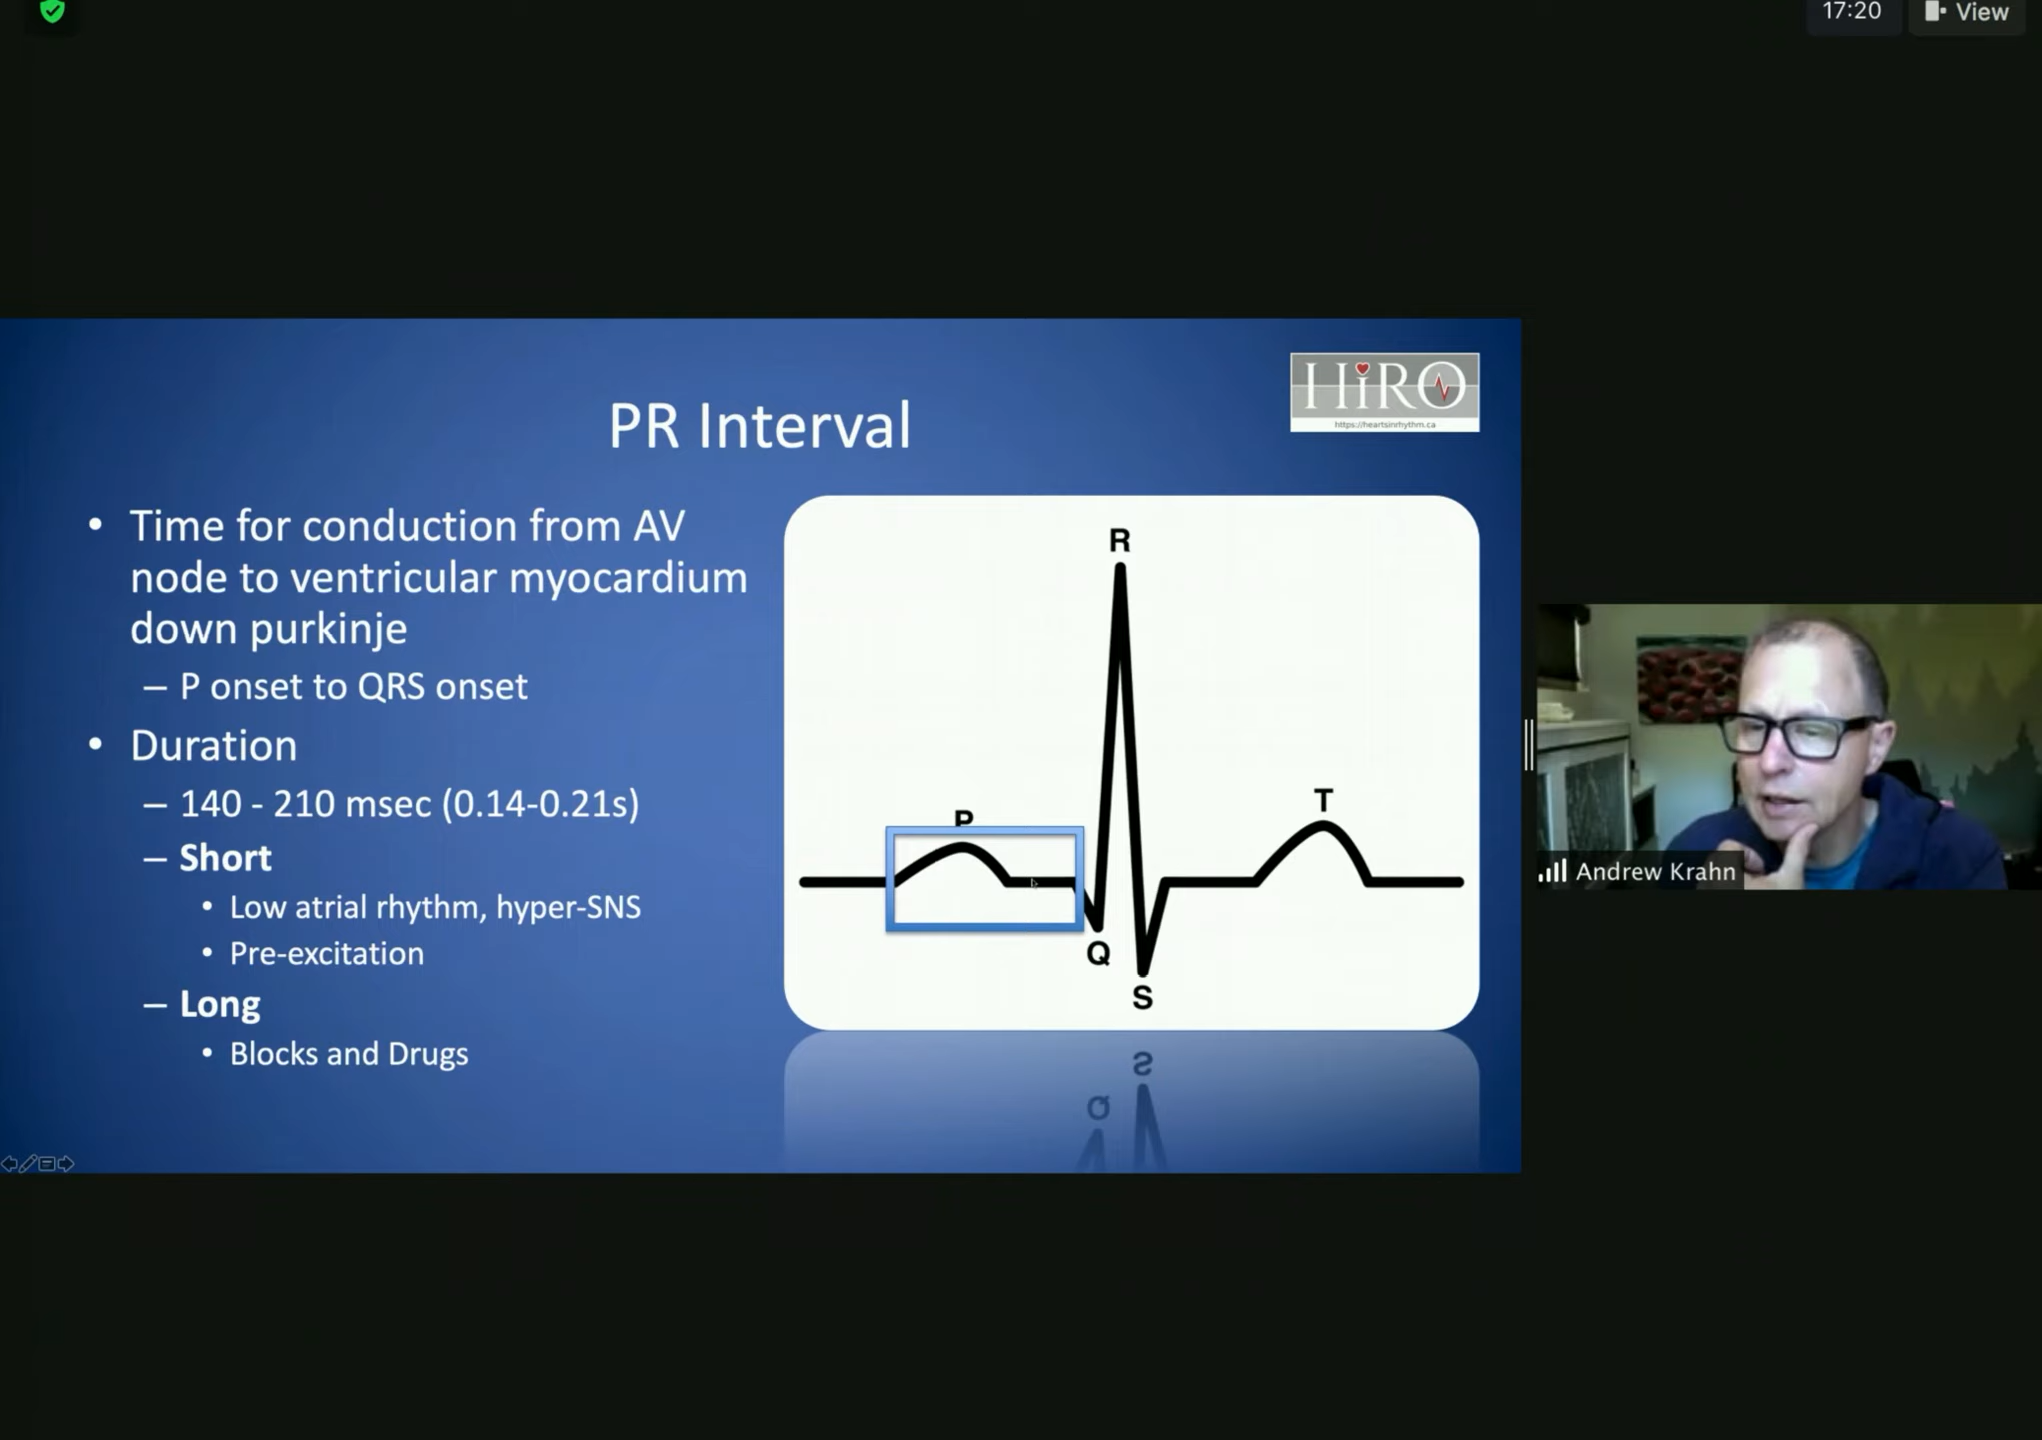 17:20
View
HiRO
https://heartsinrhythm.ca
PR Interval
• Time for conduction from AV
node to ventricular myocardium
down purkinje
– P onset to QRS onset
• Duration
– 140 - 210 msec (0.14-0.21s)
– Short
• Low atrial rhythm, hyper-SNS
• Pre-excitation
– Long
• Blocks and Drugs
R
P
T
Q
S
S
Q
Andrew Krahn